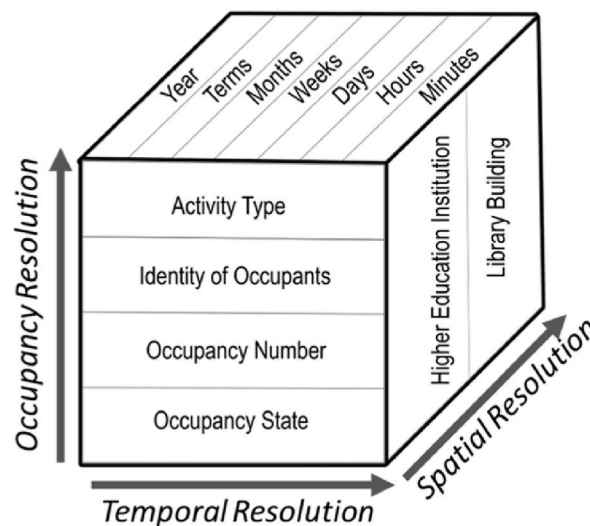 Year
Terms
Months
Weeks
Days
Hours
Minutes
Activity Type
Identity of Occupants
Occupancy Number
Occupancy State
Higher Education Institution
Library Building
Occupancy Resolution
Temporal Resolution
Spatial Resolution